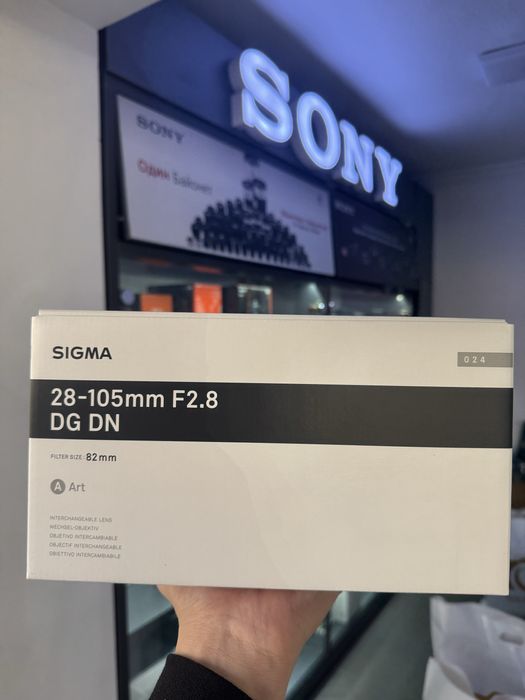 SONY
SONY
Один байонет
SIGMA
024
28-105mm F2.8
DG DN
FILTER SIZE: 82mm
A Art
INTERCHANGEABLE LENS
WECHSEL-OBJEKTIV
OBJETIVO INTERCAMBIABLE
OBJECTIF INTERCHANGEABLE
OBIETTIVO INTERCAMBIABILE